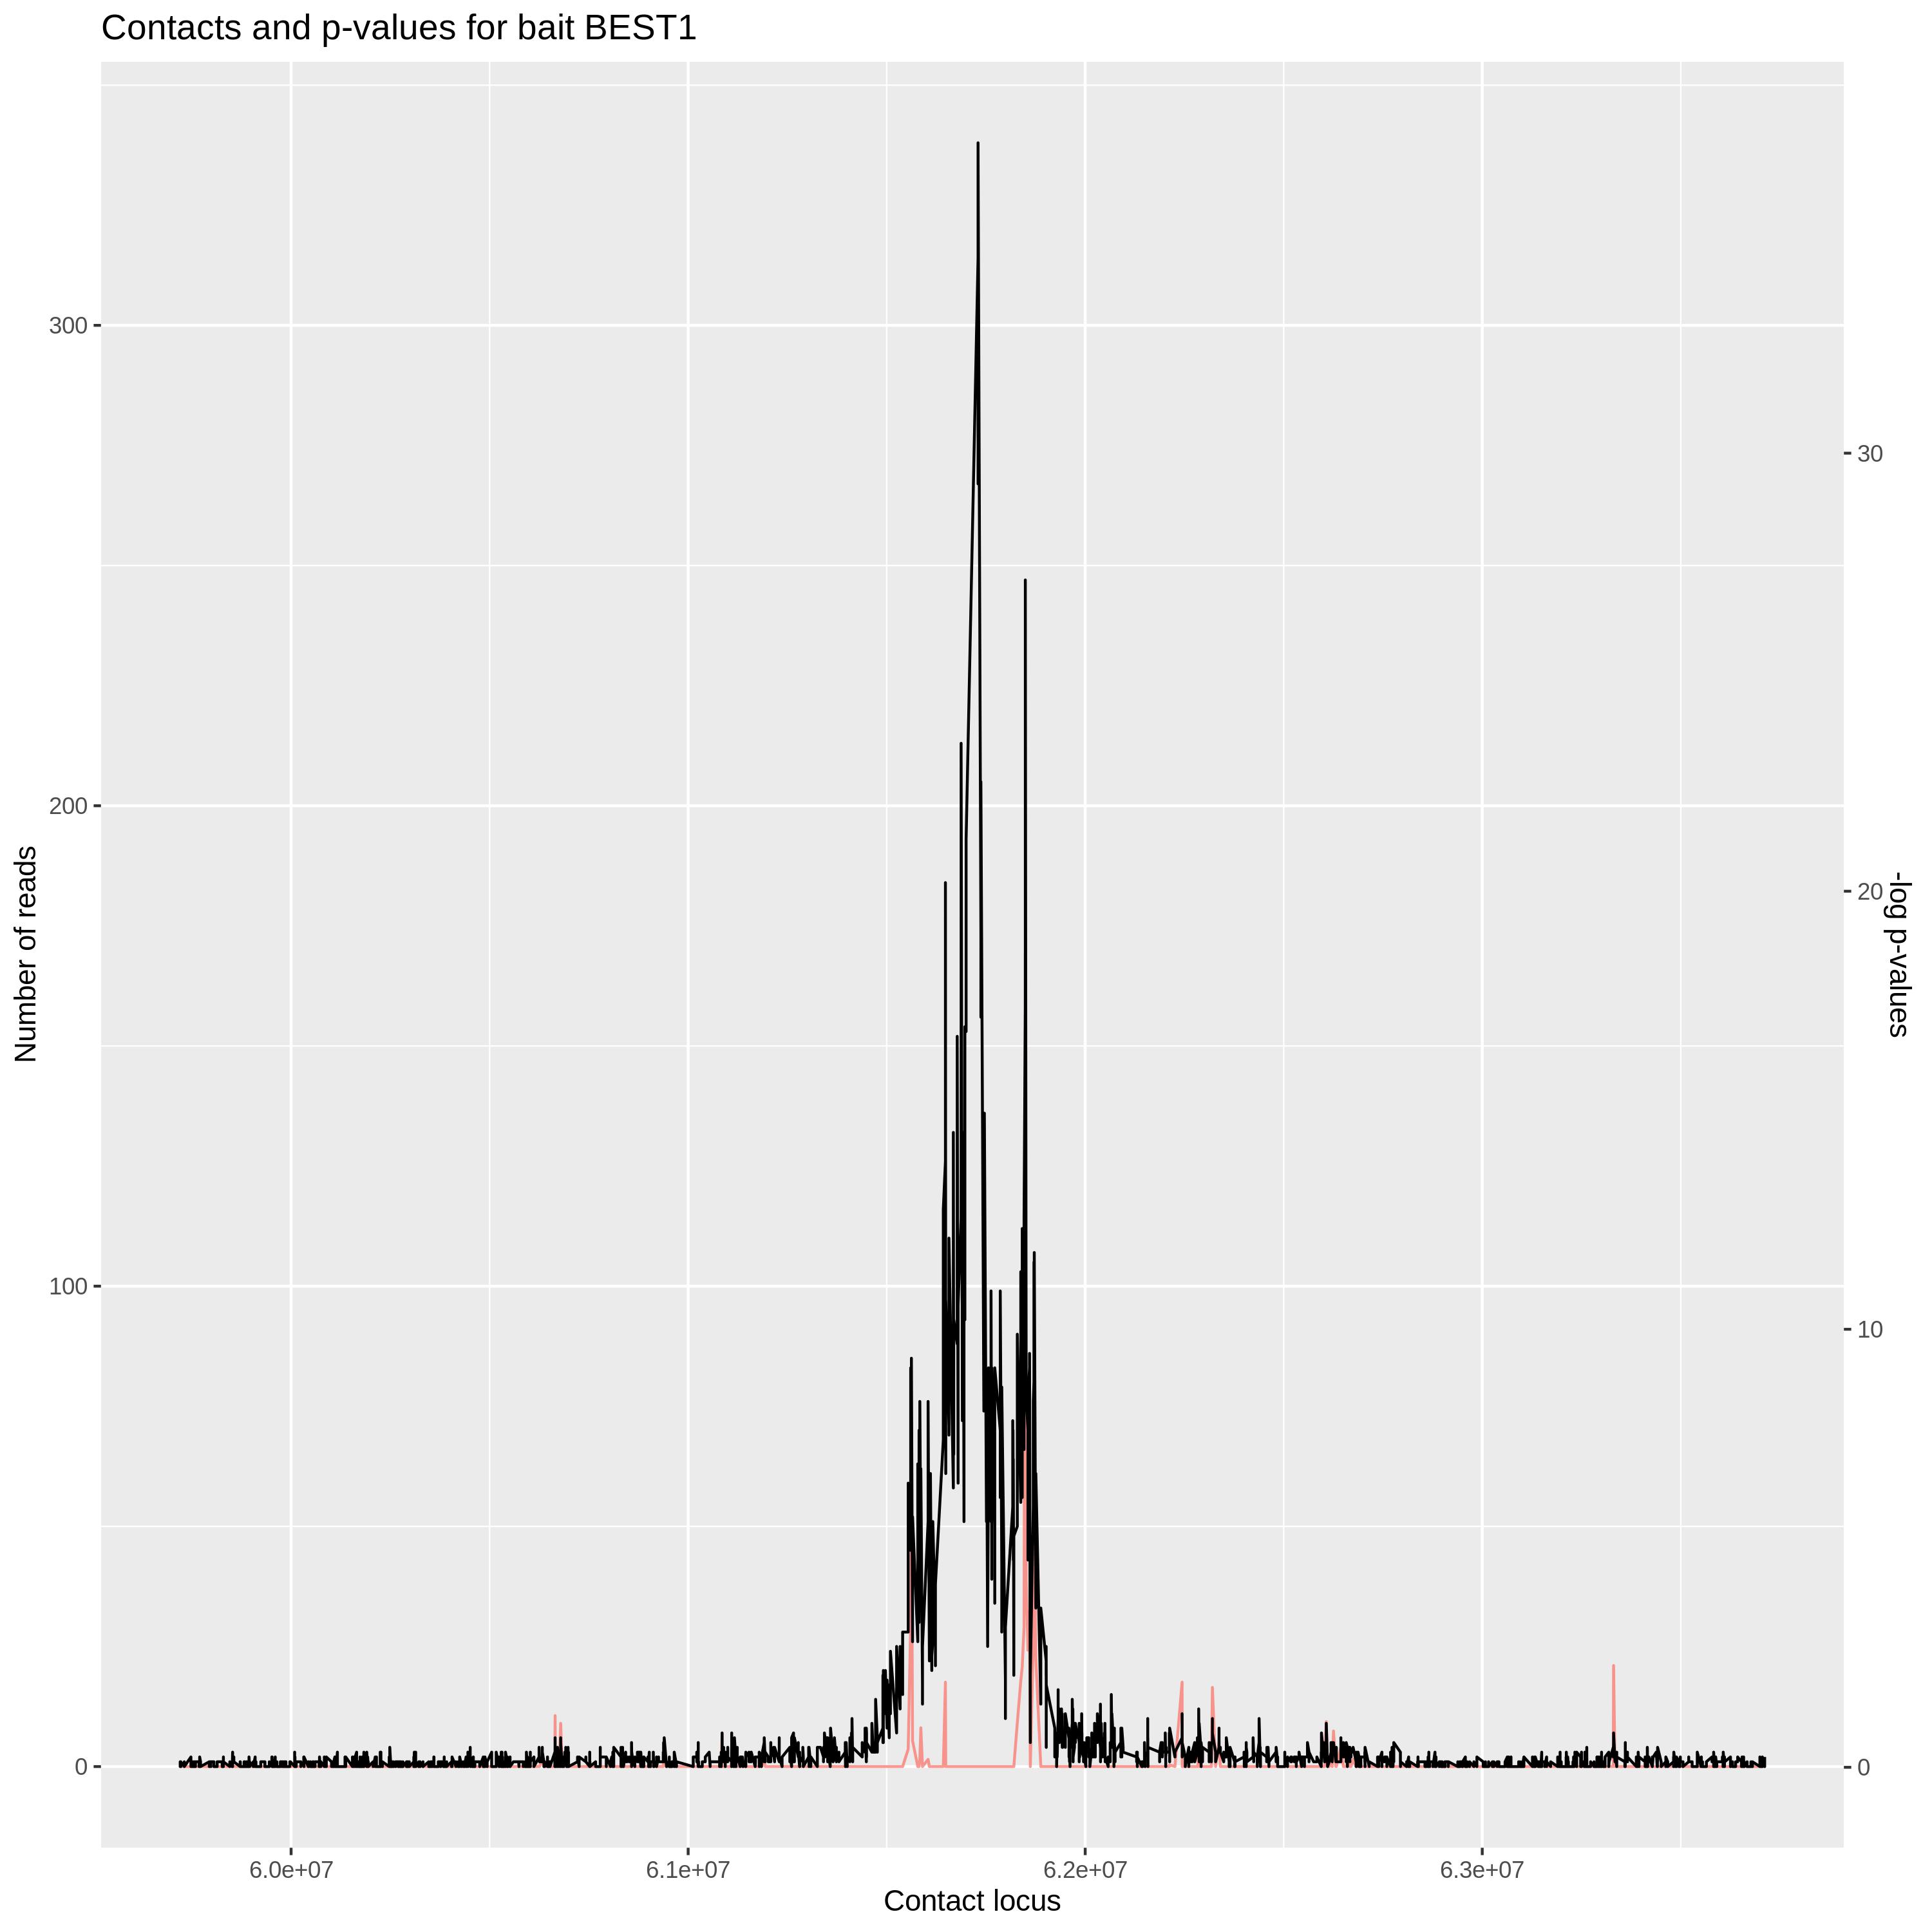 Contacts and p-values for bait BEST1
300
200
100
0
Number of reads
30
20
10
0
-log p-values
6.0e+07
6.1e+07
6.2e+07
6.3e+07
Contact locus